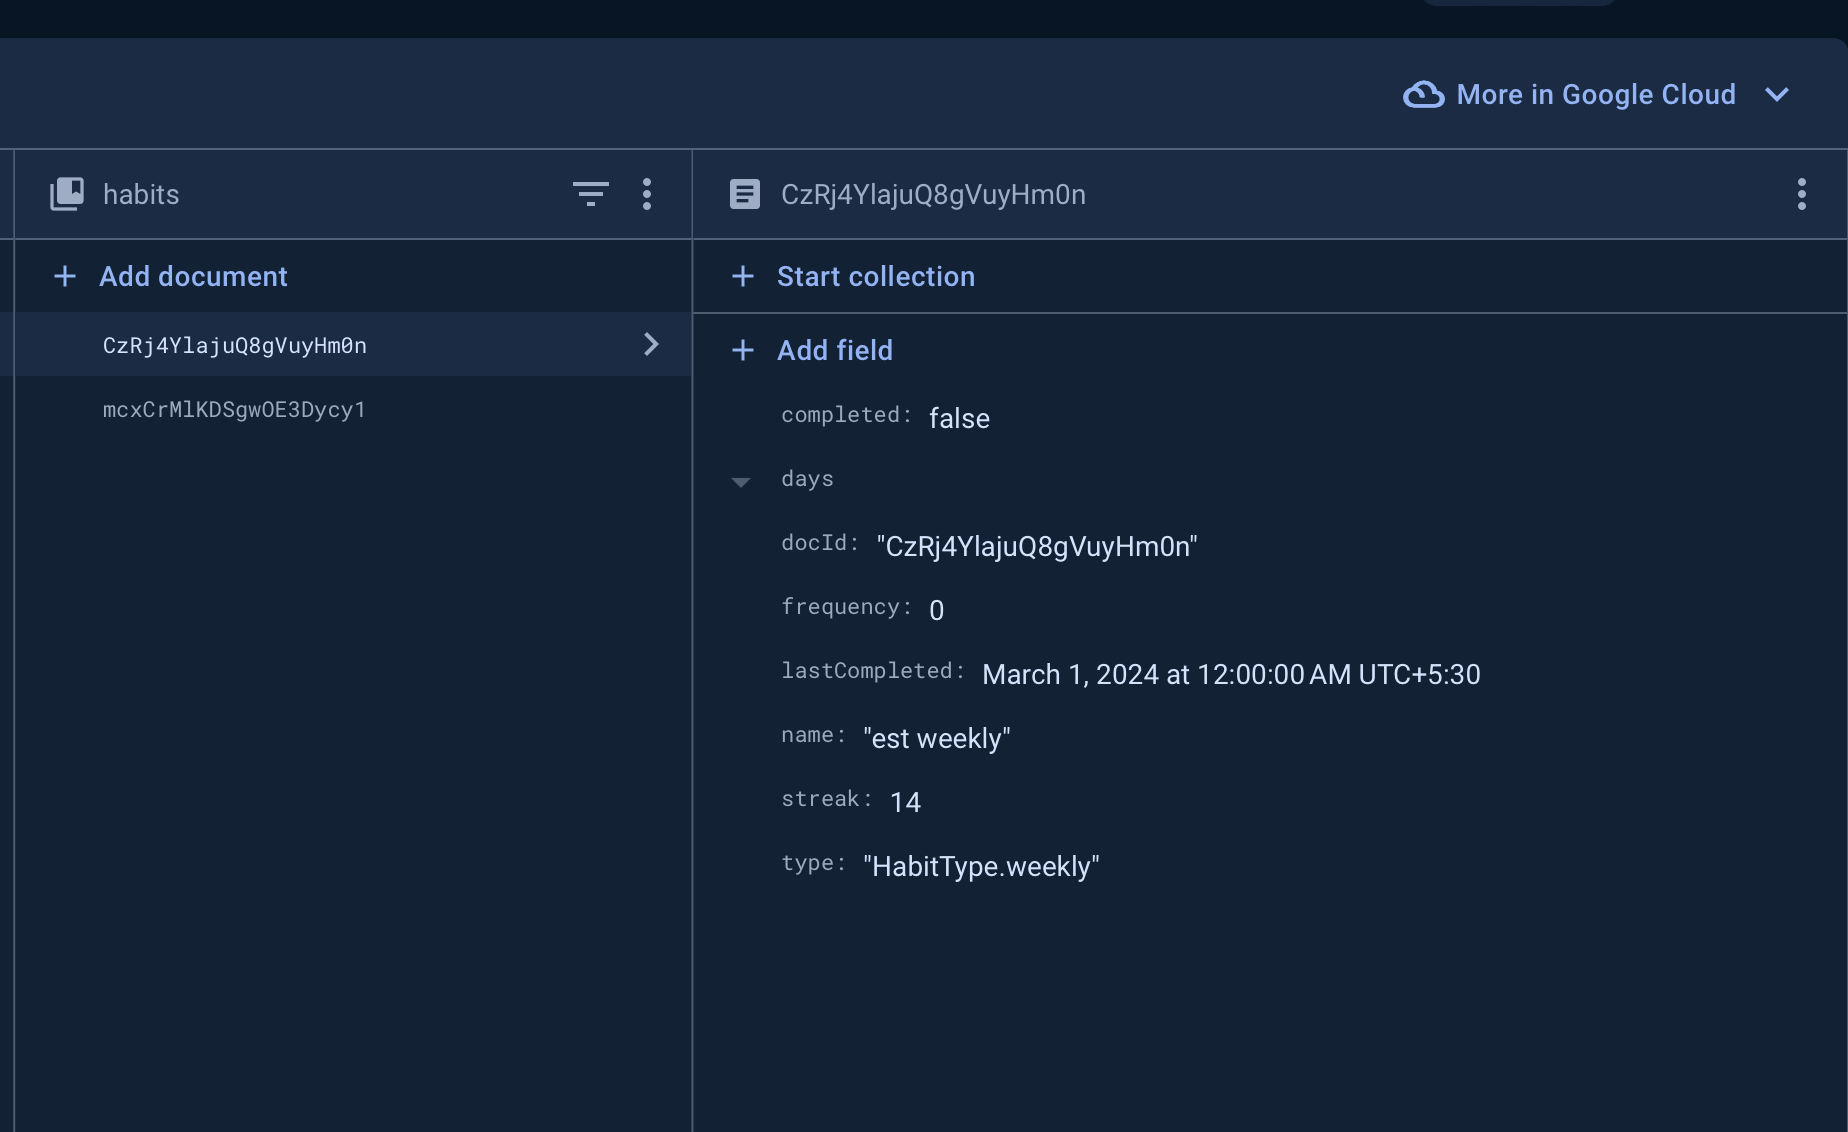 More in Google Cloud
habits
CzRj4YlajuQ8gVuyHm0n
Add document
Start collection
CzRj4YlajuQ8gVuyHm0n
mcxCrMlKDSgwOE3Dycy1
Add field
completed: false
days
docId: "CzRj4YlajuQ8gVuyHm0n"
frequency: 0
lastCompleted: March 1, 2024 at 12:00:00 AM UTC+5:30
name: "est weekly"
streak: 14
type: "HabitType.weekly"